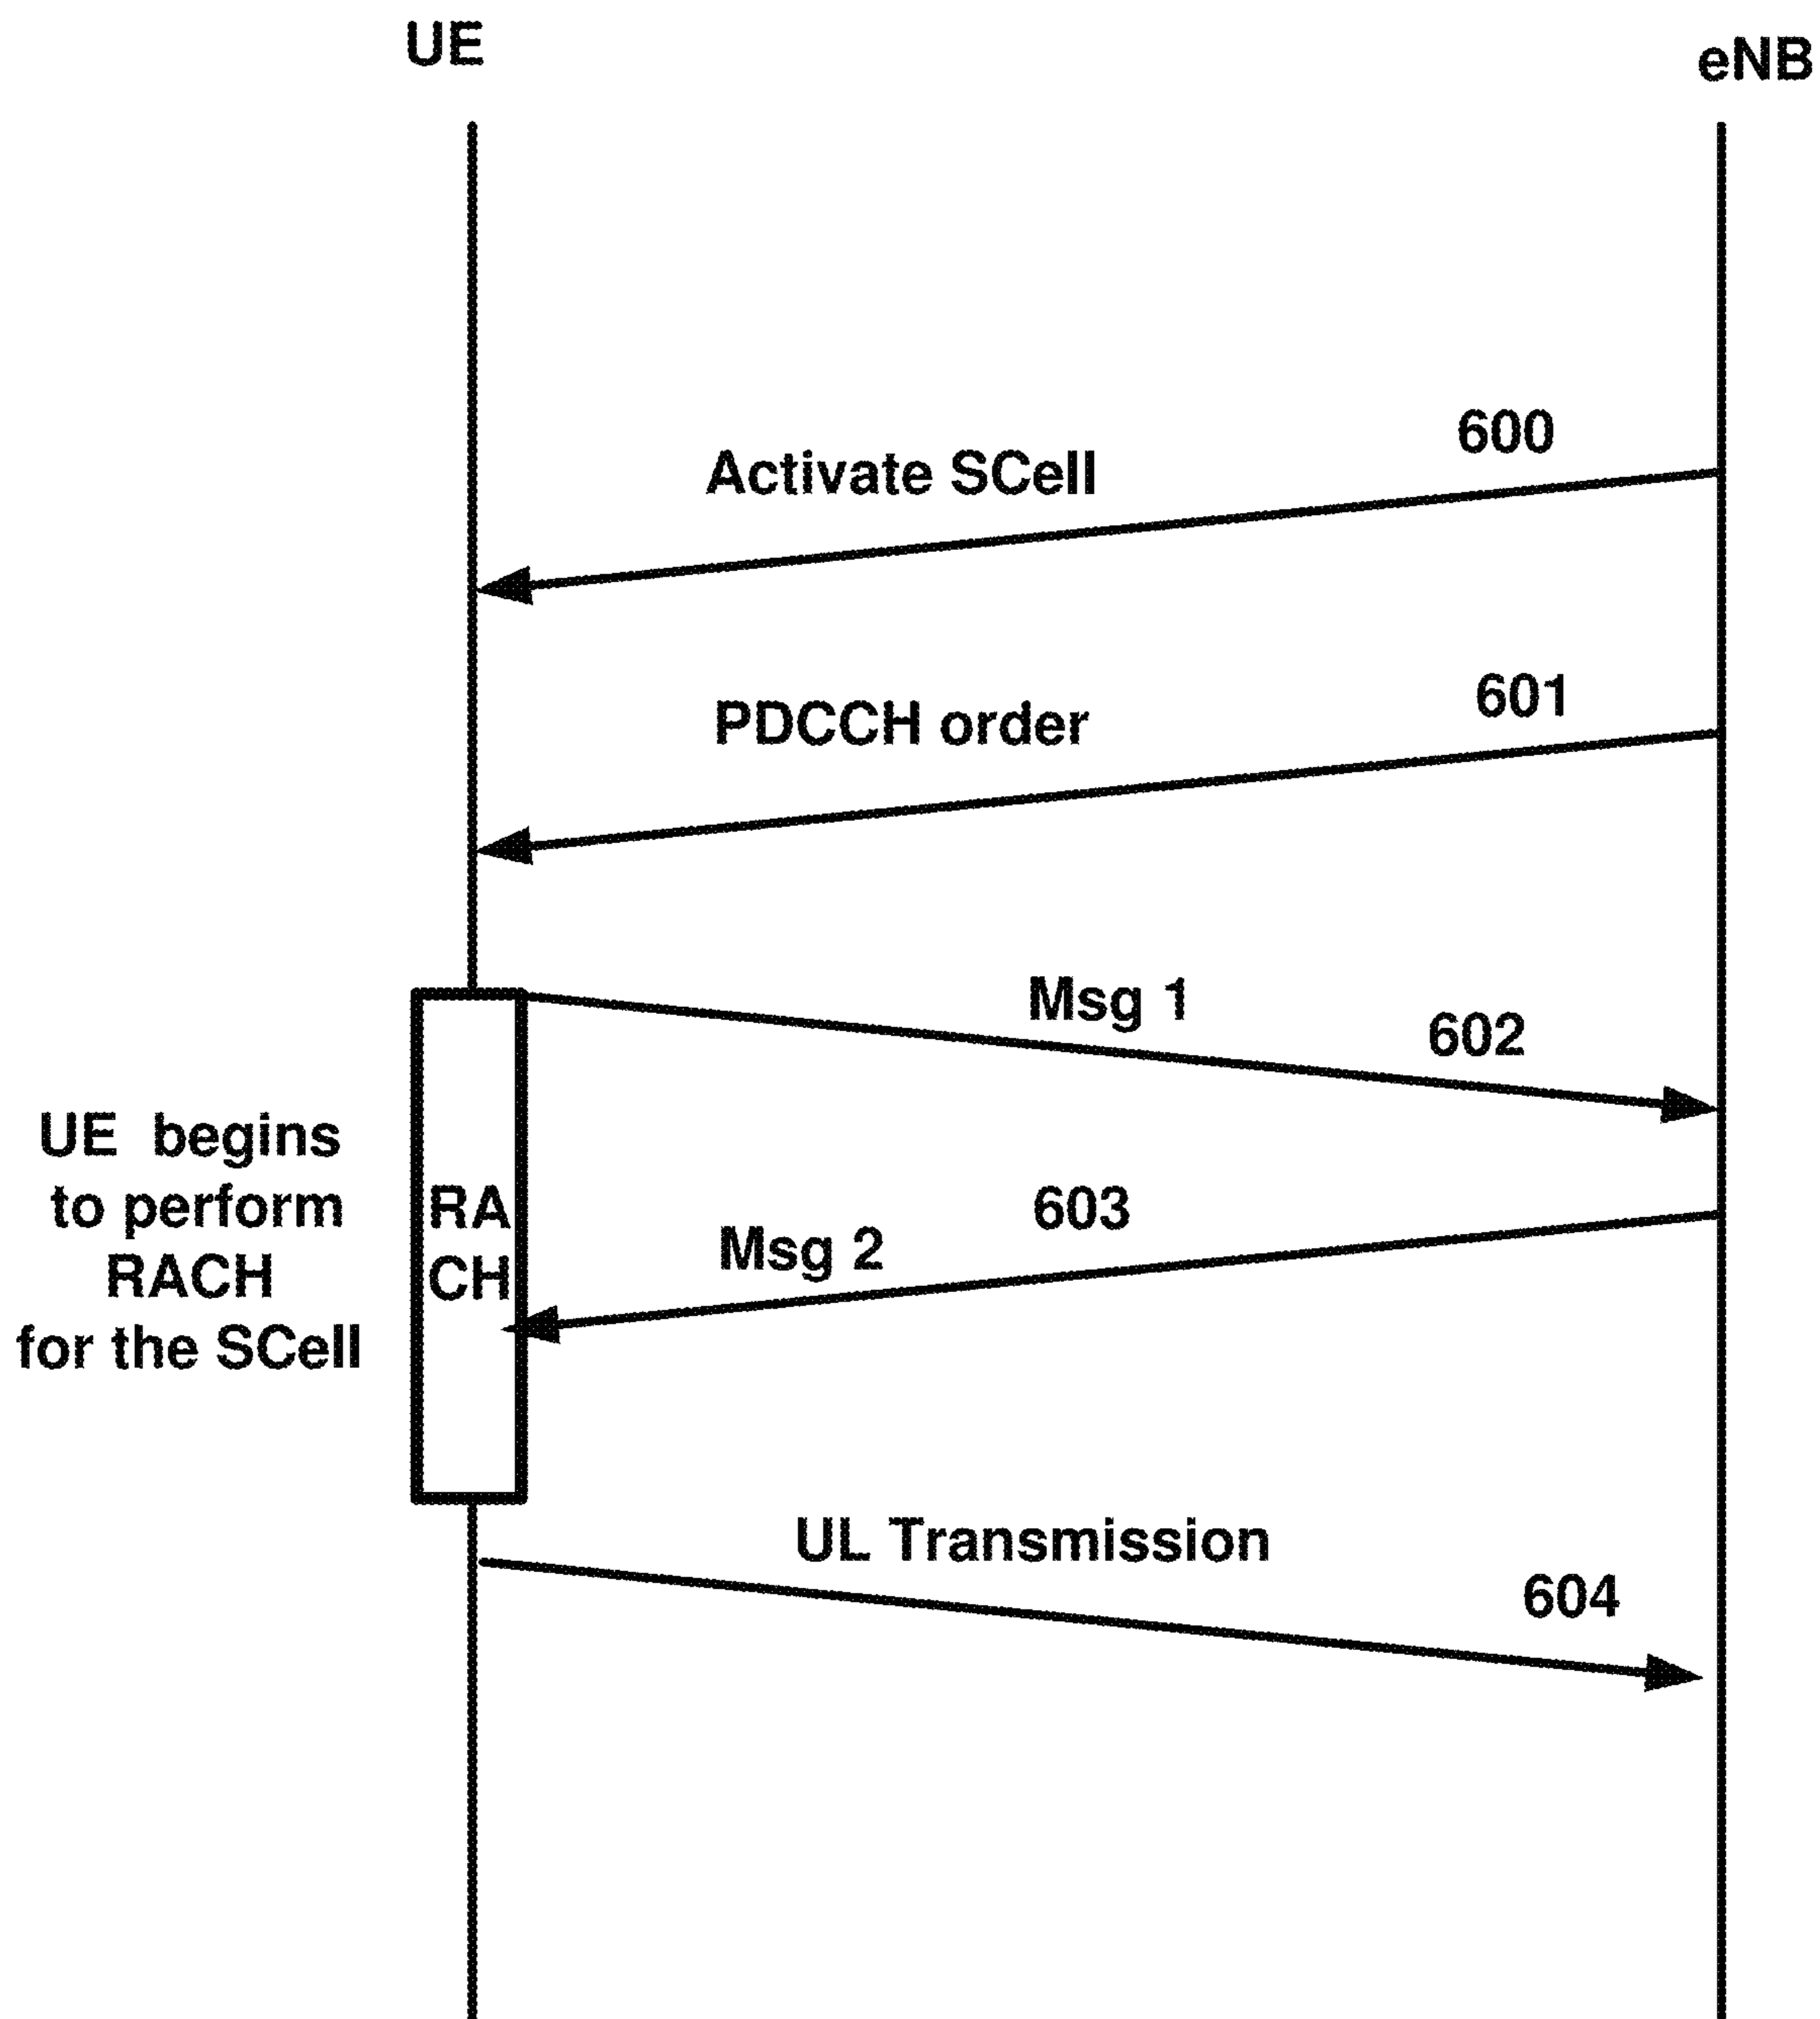 UE
eNB
600
Activate SCell
601
PDCCH order
Msg 1
602
UE begins
to perform
RACH
for the SCell
RA
CH
603
Msg 2
UL Transmission
604